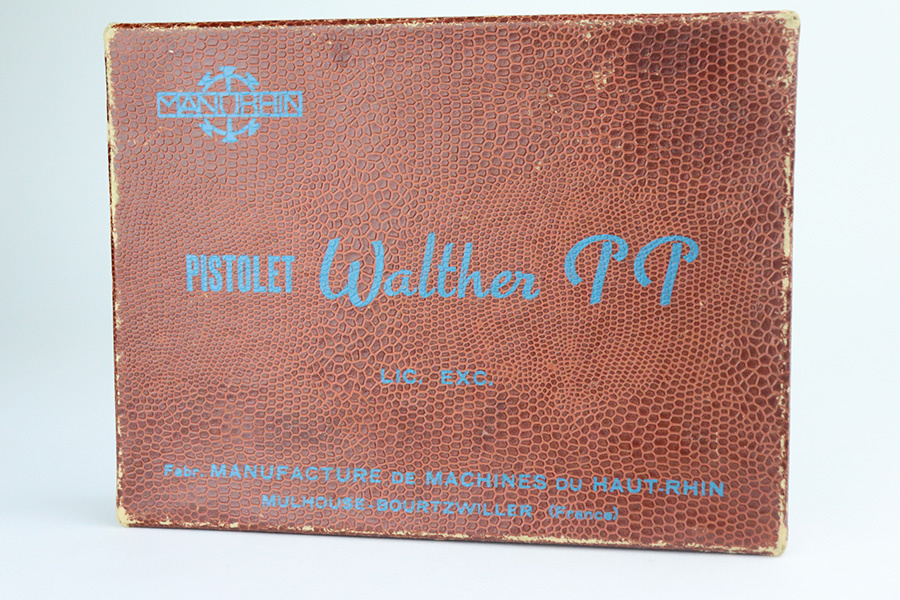 MANURHIN
PISTOLET Walther PP
LIC. EXC.
Fabr. MANUFACTURE DE MACHINES DU HAUT-RHIN
MULHOUSE-BOURTZWILLER (France)